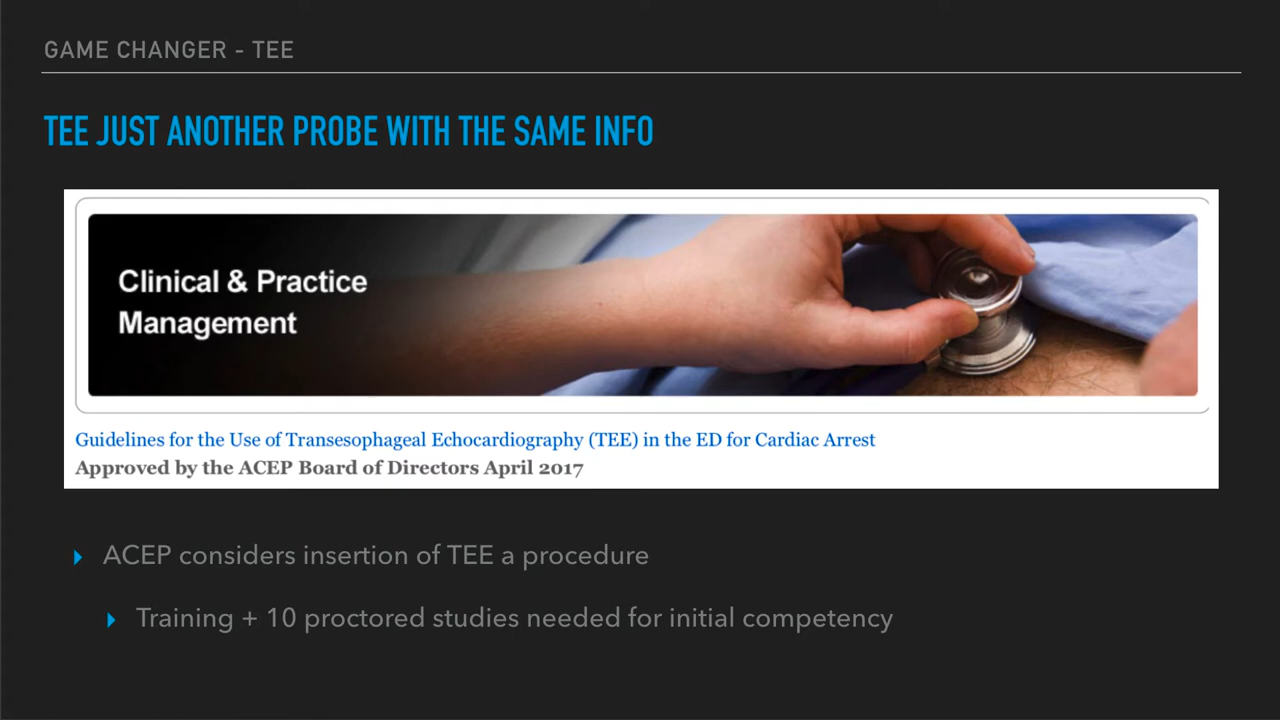 GAME CHANGER - TEE
TEE JUST ANOTHER PROBE WITH THE SAME INFO
Clinical & Practice
Management
Guidelines for the Use of Transesophageal Echocardiography (TEE) in the ED for Cardiac Arrest
Approved by the ACEP Board of Directors April 2017
ACEP considers insertion of TEE a procedure
Training + 10 proctored studies needed for initial competency